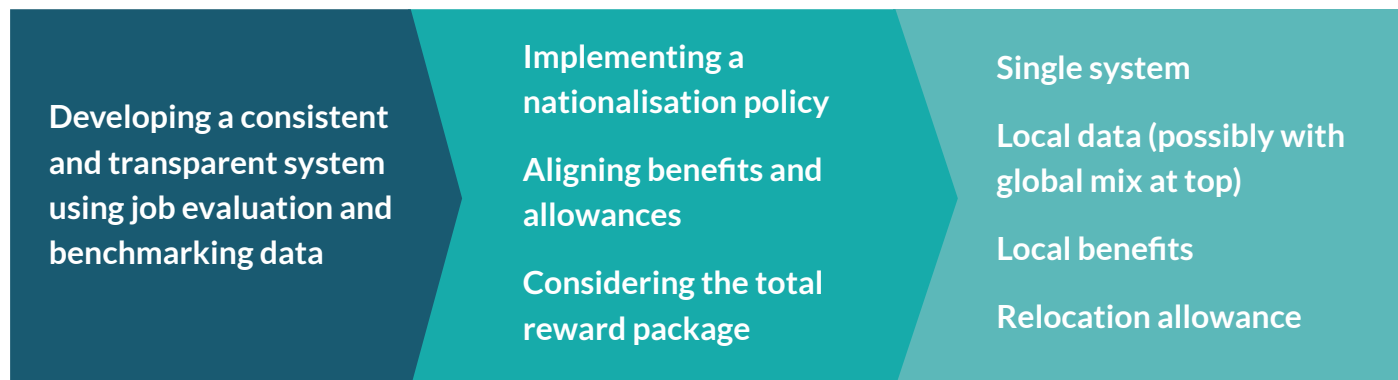 Developing a consistent
and transparent system
using job evaluation and
benchmarking data
Implementing a
nationalisation policy
Aligning benefits and
allowances
Considering the total
reward package
Single system
Local data (possibly with
global mix at top)
Local benefits
Relocation allowance